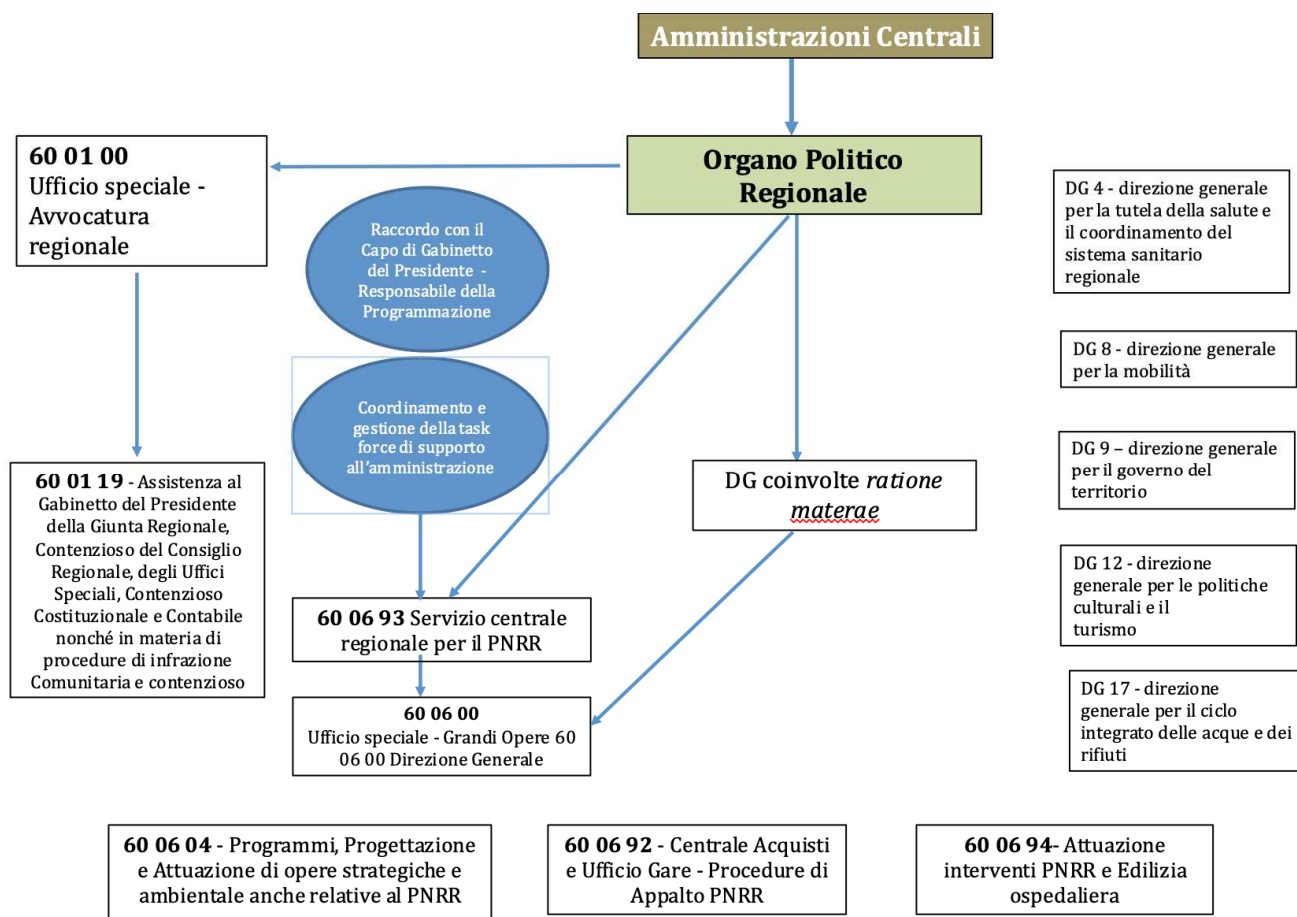 Amministrazioni Centrali
60 01 00
Ufficio speciale -
Avvocatura
regionale
Organo Politico
Regionale
Raccordo con il
Capo di Gabinetto
del Presidente -
Responsabile della
Programmazione
DG 4 - direzione generale
per la tutela della salute e
il coordinamento del
sistema sanitario
regionale
DG 8 - direzione generale
per la mobilità
Coordinamento e
gestione della task
force di supporto
all'amministrazione
DG 9 – direzione generale
per il governo del
territorio
60 01 19 - Assistenza al
Gabinetto del Presidente
della Giunta Regionale,
Contenzioso del Consiglio
Regionale, degli Uffici
Speciali, Contenzioso
Costituzionale e Contabile
nonché in materia di
procedure di infrazione
Comunitaria e contenzioso
DG coinvolte ratione
materae
DG 12 - direzione
generale per le politiche
culturali e il
turismo
60 06 93 Servizio centrale
regionale per il PNRR
DG 17 - direzione
generale per il ciclo
integrato delle acque e dei
rifiuti
60 06 00
Ufficio speciale - Grandi Opere 60
06 00 Direzione Generale
60 06 04 - Programmi, Progettazione
e Attuazione di opere strategiche e
ambientale anche relative al PNRR
60 06 92 - Centrale Acquisti
e Ufficio Gare - Procedure di
Appalto PNRR
60 06 94- Attuazione
interventi PNRR e Edilizia
ospedaliera